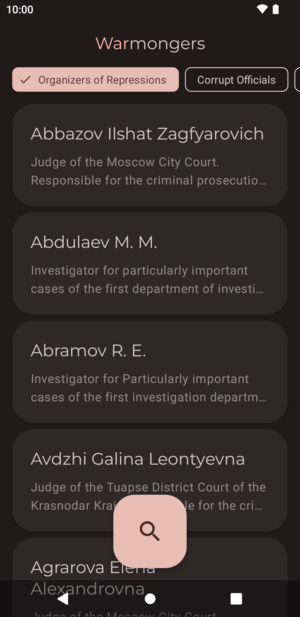 10:00
Warmongers
Organizers of Repressions
Corrupt Officials
Abbazov Ilshat Zagfyarovich
Judge of the Moscow City Court.
Responsible for the criminal prosecutio...
Abdulaev M. M.
Investigator for particularly important
cases of the first department of investi...
Abramov R. E.
Investigator for Particularly important
cases of the first investigation departm...
Avdzhi Galina Leontyevna
Judge of the Tuapse District Court of the
Krasnodar for the cri...
Agrarova Elena
Alexandrovna
Judge of the Moscow City Court.